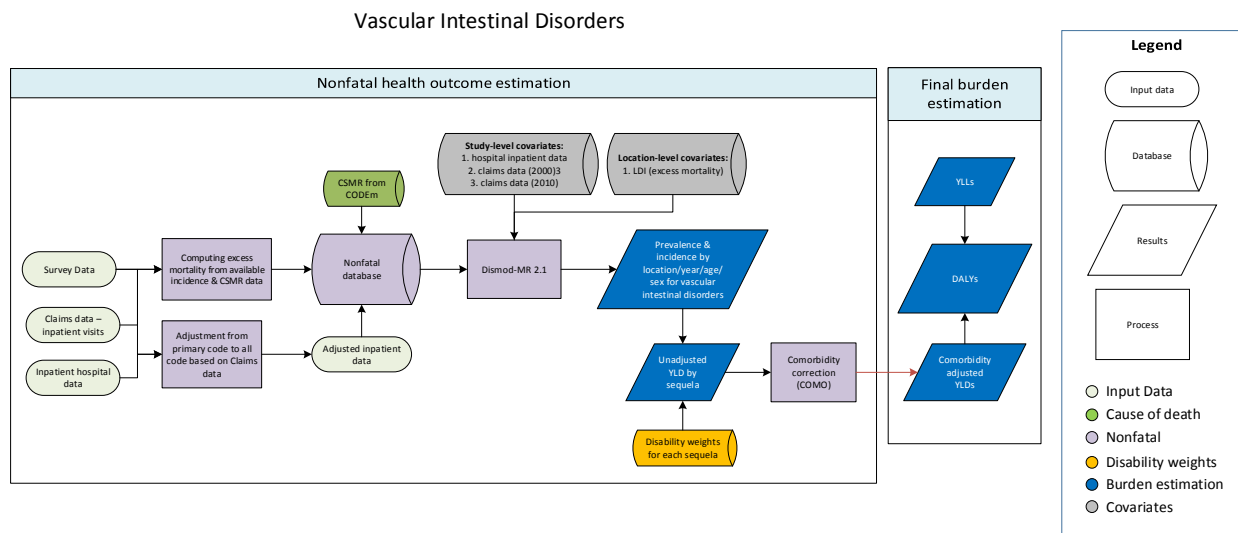 Vascular Intestinal Disorders
Nonfatal health outcome estimation
Final burden
estimation
Legend
Input data
Database
Results
Process
Input Data
Cause of death
Nonfatal
Disability weights
Burden estimation
Covariates
Study-level covariates:
1. hospital inpatient data
2. claims data (2000)3
3. claims data (2010)
Location-level covariates:
1. LDI (excess mortality)
CSMR from
CODEm
Survey Data
Computing excess
mortality from available
incidence & CSMR data
Nonfatal
database
Dismod-MR 2.1
Prevalence &
incidence by
location/year/age/
sex for vascular
intestinal disorders
Claims data –
inpatient visits
Inpatient hospital
data
Adjustment from
primary code to all
code based on Claims
data
Adjusted inpatient
data
Unadjusted
YLD by
sequela
Comorbidity
correction
(COMO)
Disability weights
for each sequela
YLLs
DALYs
Comorbidity
adjusted
YLDs